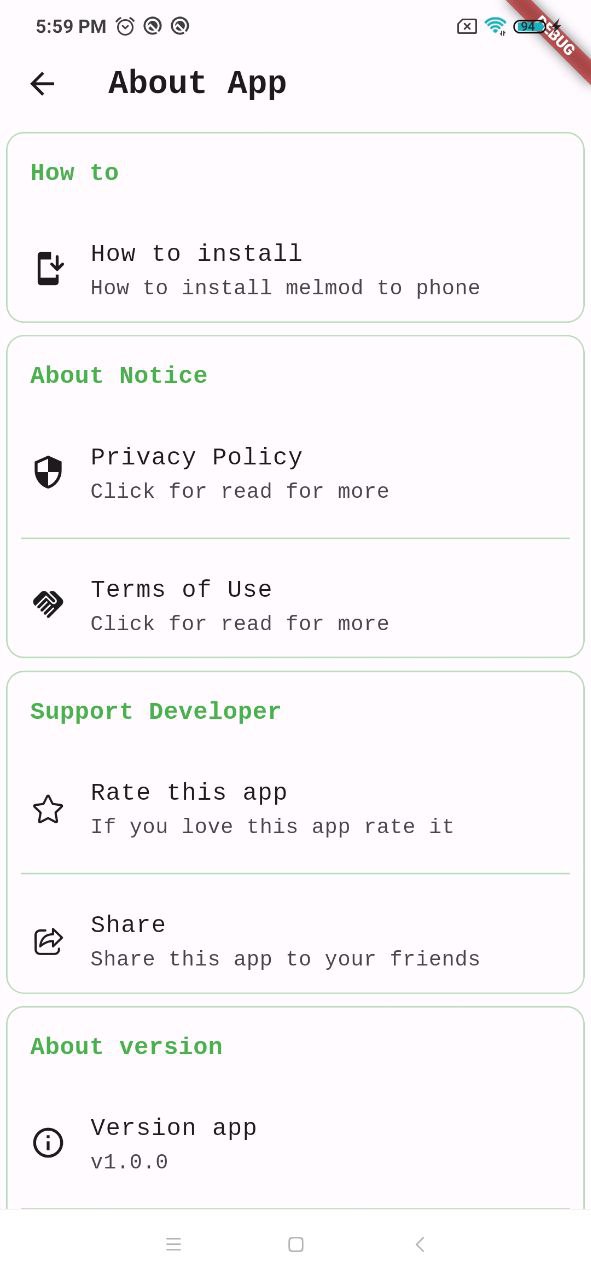 5:59 PM
94
DEBUG
About App
How to
How to install
How to install melmod to phone
About Notice
Privacy Policy
Click for read for more
Terms of Use
Click for read for more
Support Developer
Rate this app
If you love this app rate it
Share
Share this app to your friends
About version
Version app
v1.0.0